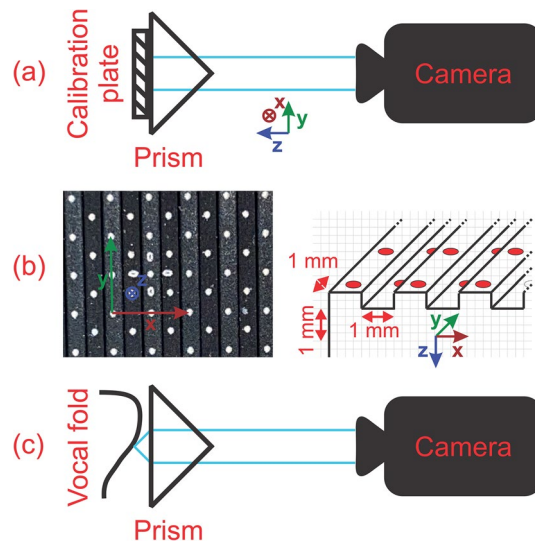 (a)
Calibration
plate
Prism
x
y
z
Camera
(b)
y
z
x
1 mm
1 mm
1 mm
y
z
x
(c)
Vocal fold
Prism
Camera